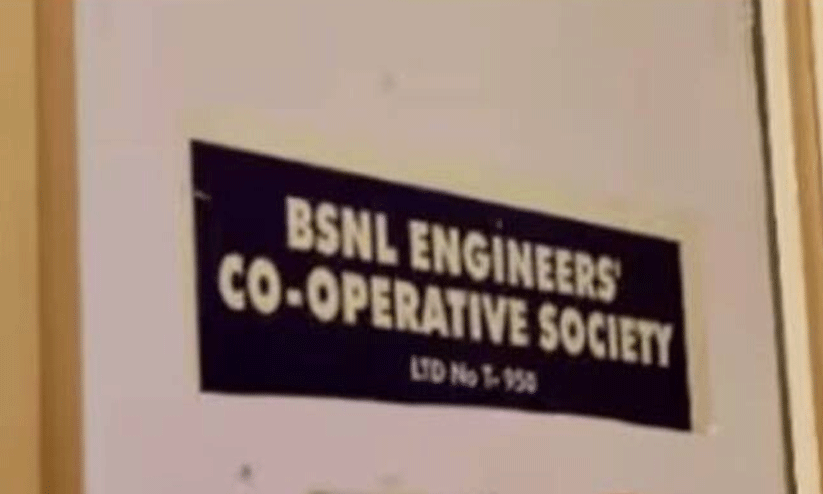 BSNL ENGINEERS'
CO-OPERATIVE SOCIETY
LTD No T- 950